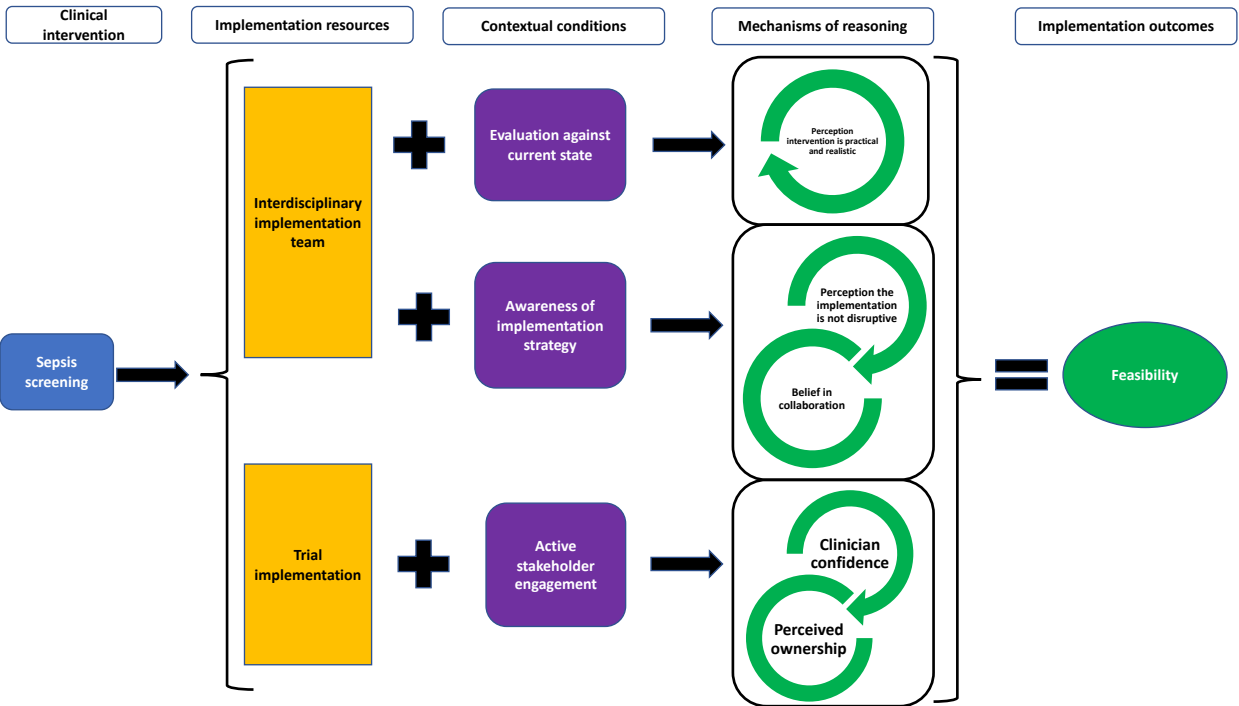 Clinical
intervention
Implementation resources
Contextual conditions
Mechanisms of reasoning
Implementation outcomes
Sepsis
screening
Interdisciplinary
implementation
team
Evaluation against
current state
Perception
intervention is practical
and realistic
Awareness of
implementation
strategy
Perception the
implementation
is not disruptive
Belief in
collaboration
Trial
implementation
Active
stakeholder
engagement
Clinician
confidence
Perceived
ownership
Feasibility